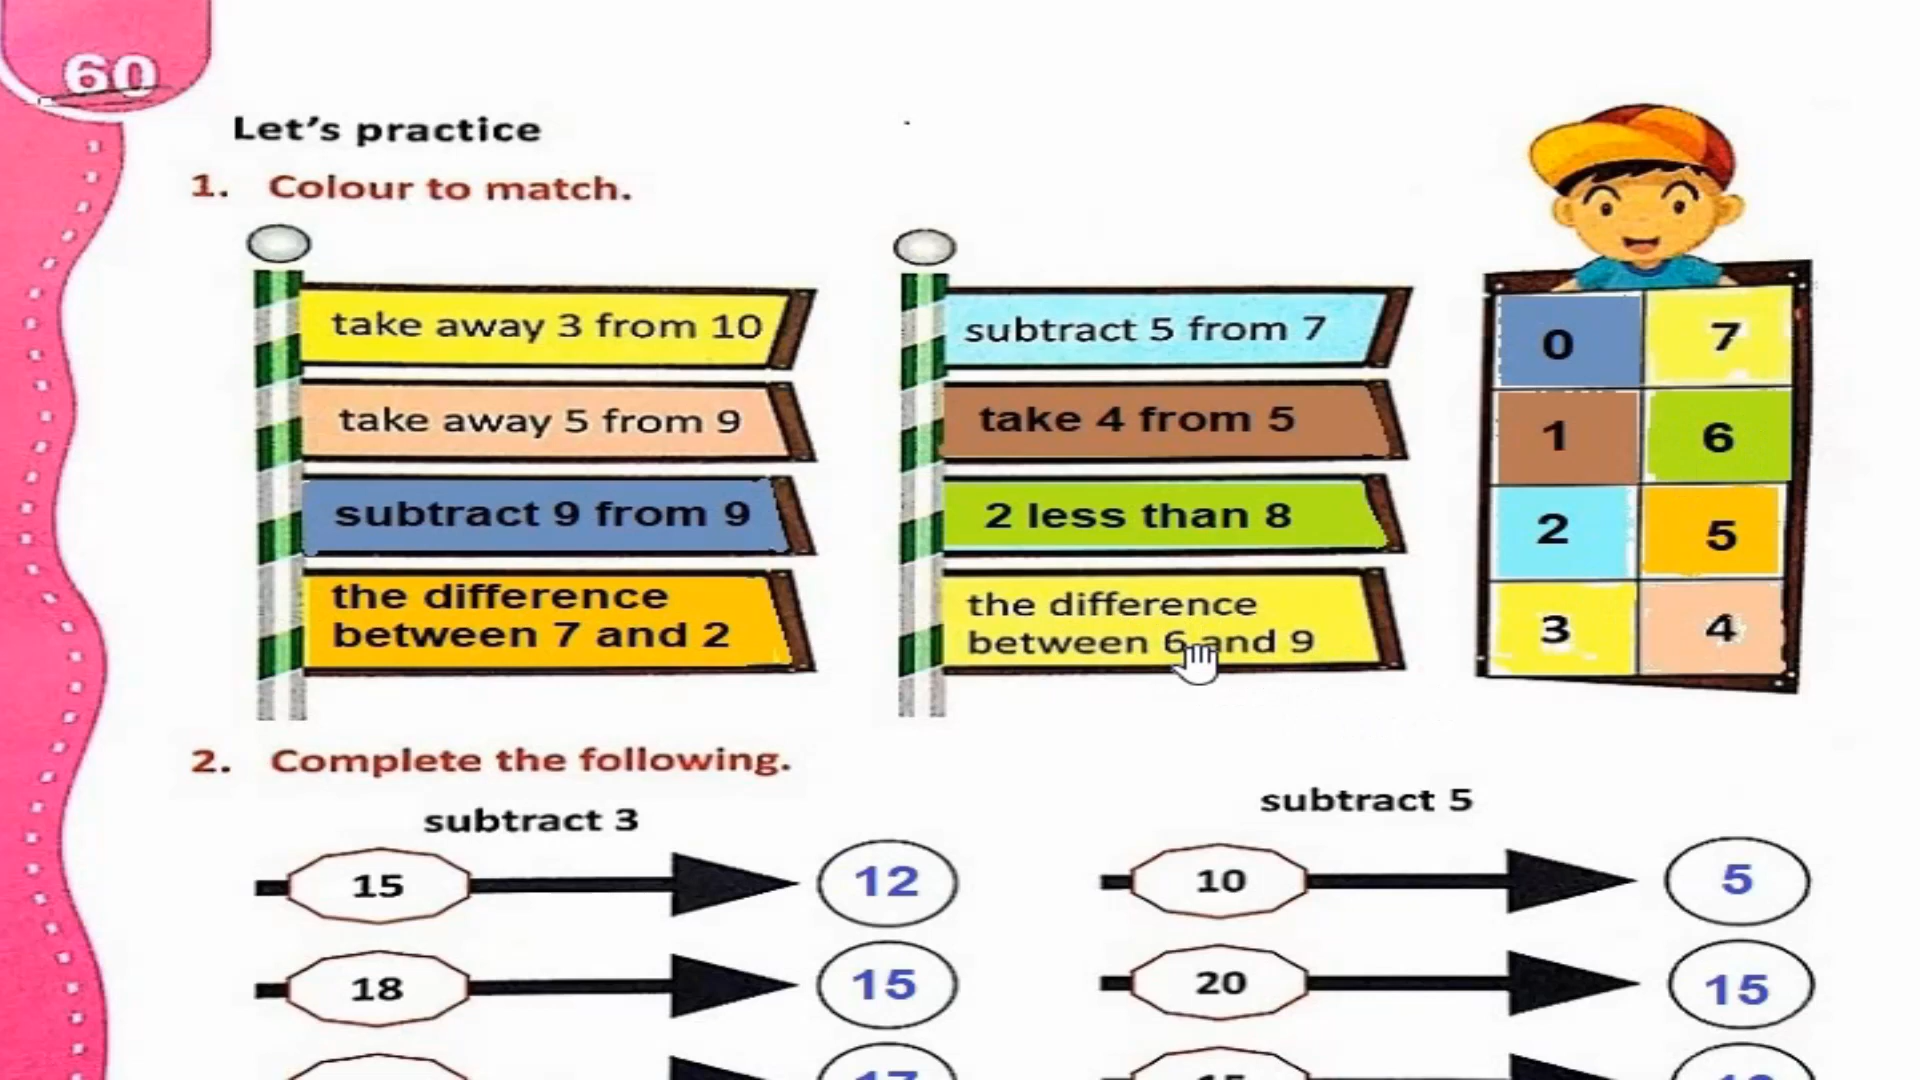 60
Let's practice
1. Colour to match.
take away 3 from 10
take away 5 from 9
subtract 9 from 9
the difference
between 7 and 2
subtract 5 from 7
take 4 from 5
2 less than 8
the difference
between 6 and 9
0 7
1 6
2 5
3 4
2. Complete the following.
subtract 3
15 12
18 15
17
subtract 5
10 5
20 15
15